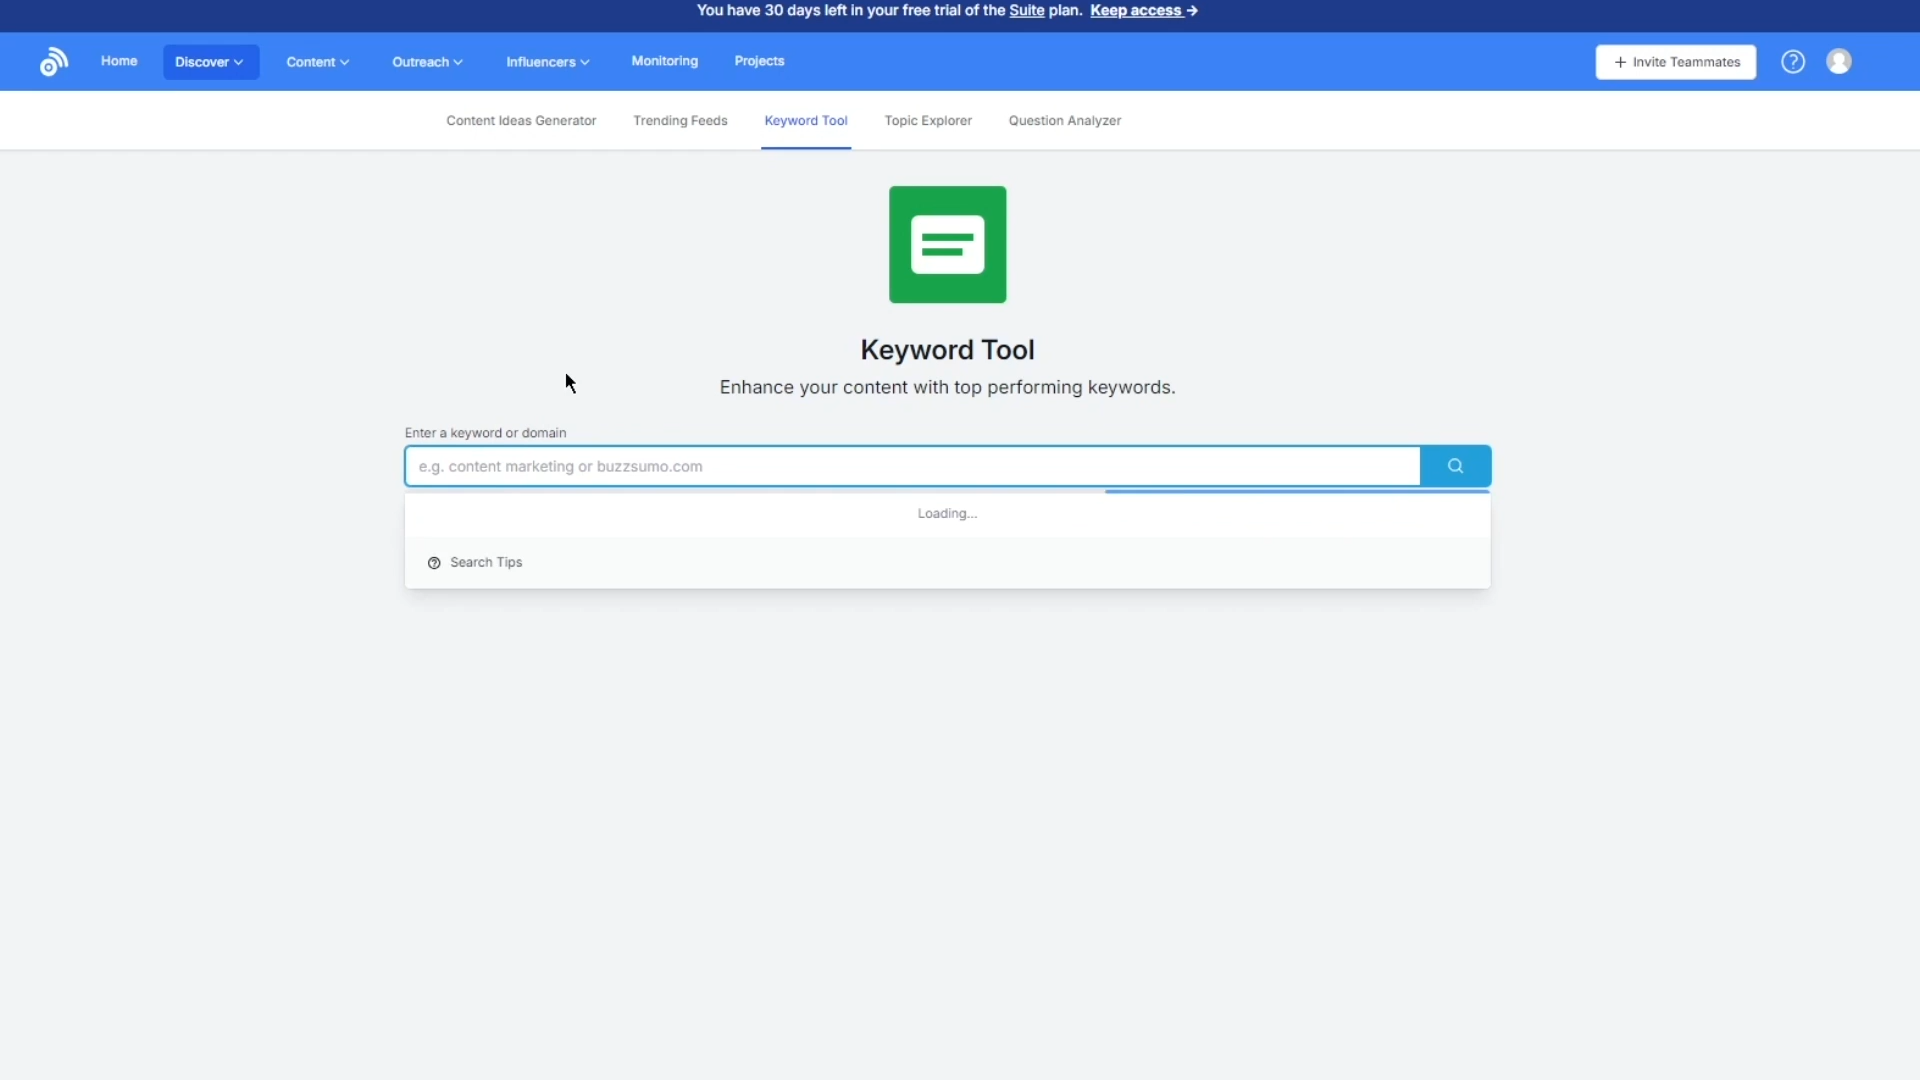 You have 30 days left in your free trial of the Suite plan. Keep access →
Home Discover Content Outreach Influencers Monitoring Projects + Invite Teammates ?
Content Ideas Generator Trending Feeds Keyword Tool Topic Explorer Question Analyzer
Keyword Tool
Enhance your content with top performing keywords.
Enter a keyword or domain
e.g. content marketing or buzzsumo.com
Loading...
Search Tips